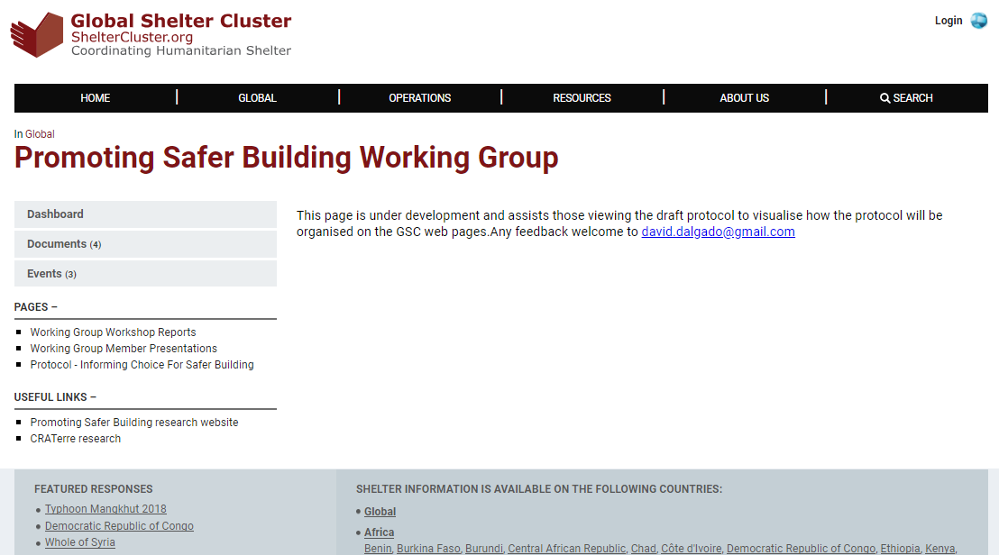 Global Shelter Cluster
ShelterCluster.org
Coordinating Humanitarian Shelter
Login
HOME
GLOBAL
OPERATIONS
RESOURCES
ABOUT US
SEARCH
In Global
Promoting Safer Building Working Group
Dashboard
Documents (4)
Events (3)
PAGES –
Working Group Workshop Reports
Working Group Member Presentations
Protocol - Informing Choice For Safer Building
USEFUL LINKS –
Promoting Safer Building research website
CRATerre research
This page is under development and assists those viewing the draft protocol to visualise how the protocol will be
organised on the GSC web pages.Any feedback welcome to david.dalgado@gmail.com
FEATURED RESPONSES
Typhoon Mangkhut 2018
Democratic Republic of Congo
Whole of Syria
SHELTER INFORMATION IS AVAILABLE ON THE FOLLOWING COUNTRIES:
Global
Africa
Benin, Burkina Faso, Burundi, Central African Republic, Chad, Côte d'Ivoire, Democratic Republic of Congo, Ethiopia, Kenya,